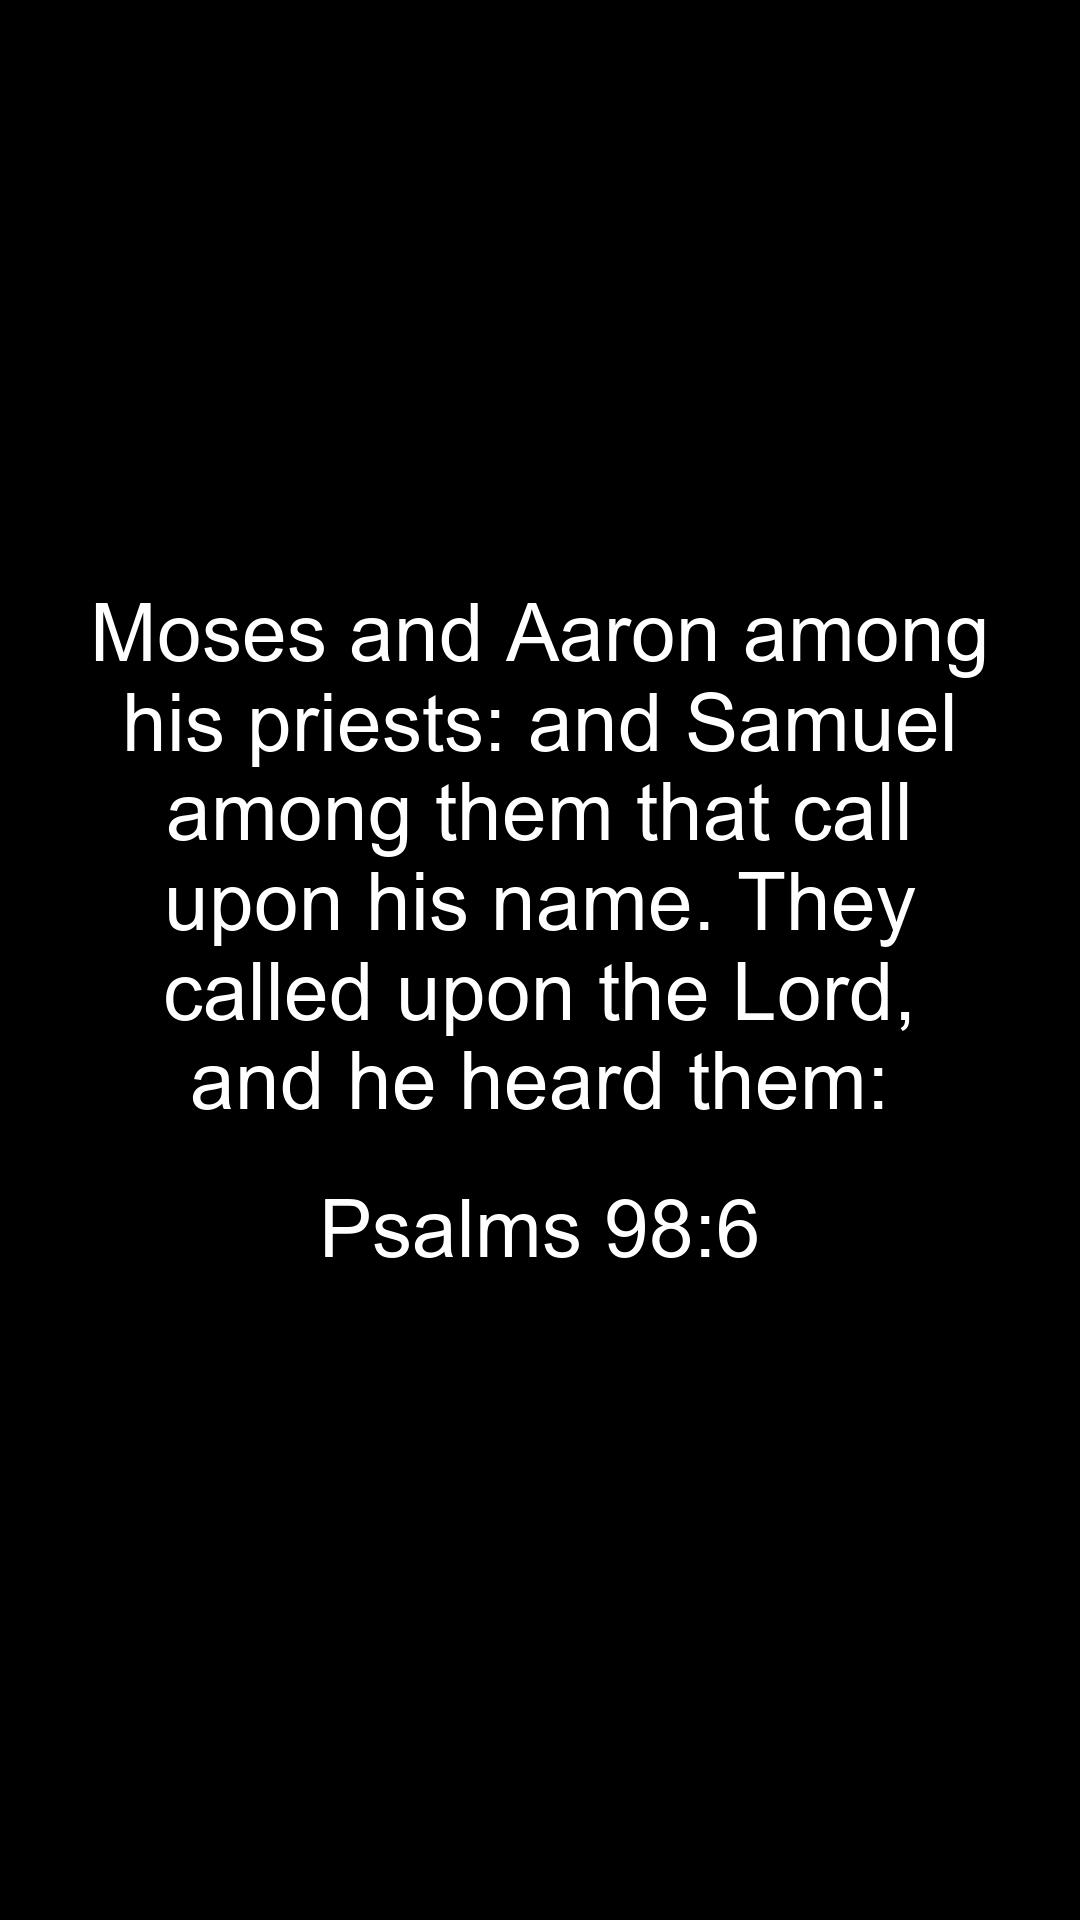 Moses and Aaron among
his priests: and Samuel
among them that call
upon his name. They
called upon the Lord,
and he heard them:
Psalms 98:6